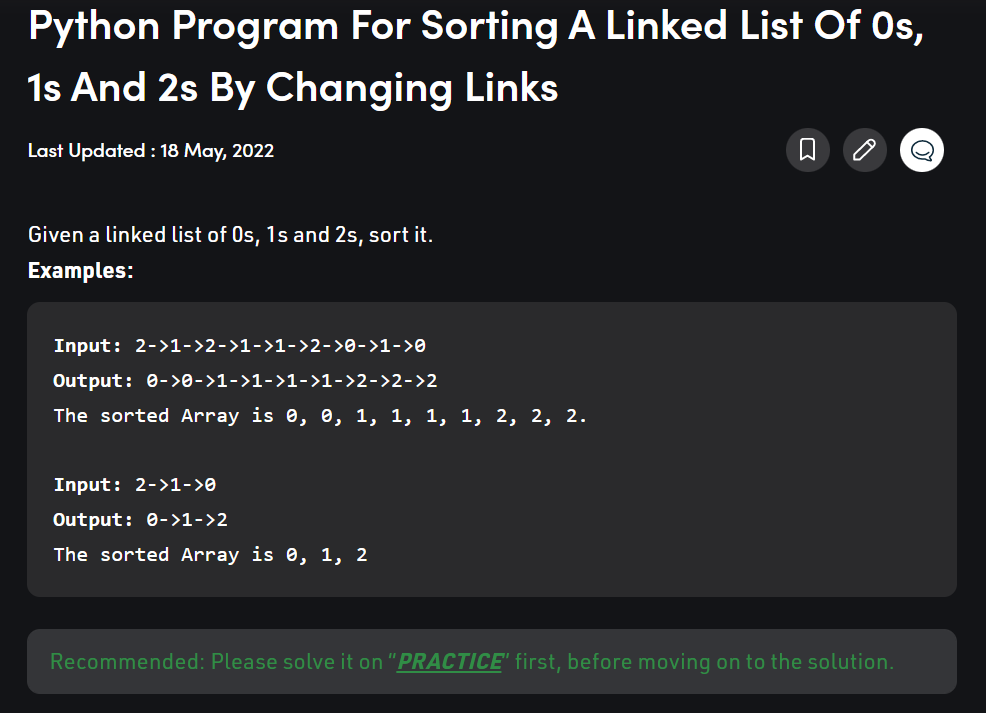 Python Program For Sorting A Linked List Of 0s,
1s And 2s By Changing Links
Last Updated : 18 May, 2022
Given a linked list of 0s, 1s and 2s, sort it.
Examples:
Input: 2->1->2->1->1->2->0->1->0
Output: 0->0->1->1->1->1->2->2->2
The sorted Array is 0, 0, 1, 1, 1, 1, 2, 2, 2.
Input: 2->1->0
Output: 0->1->2
The sorted Array is 0, 1, 2
Recommended: Please solve it on “PRACTICE” first, before moving on to the solution.